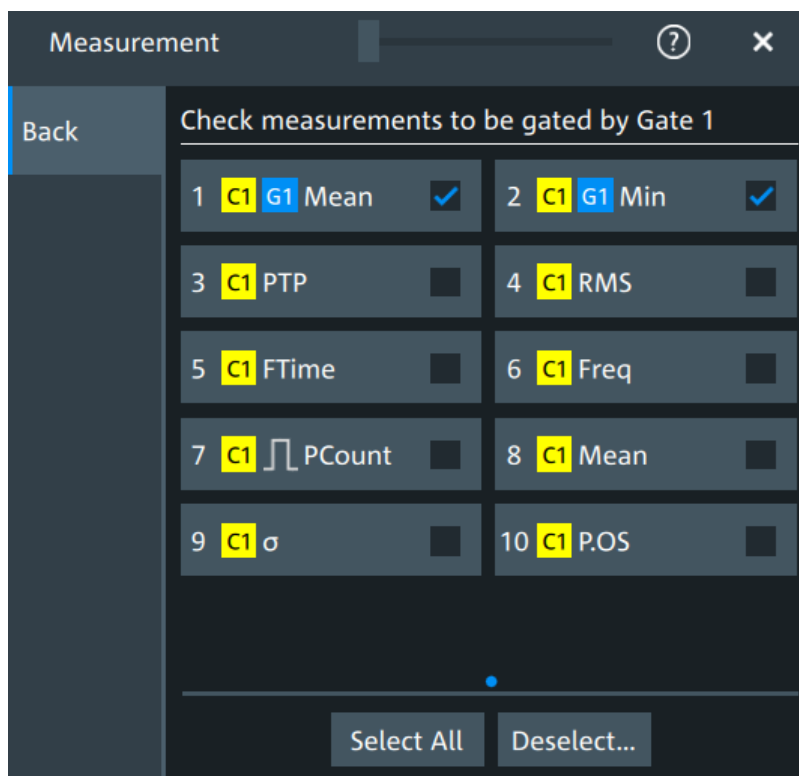 Measurement ?
Back
Check measurements to be gated by Gate 1
1 C1 G1 Mean
2 C1 G1 Min
3 C1 PTP
4 C1 RMS
5 C1 FTime
6 C1 Freq
7 C1 PCount
8 C1 Mean
9 C1 σ
10 C1 P.OS
Select All
Deselect...